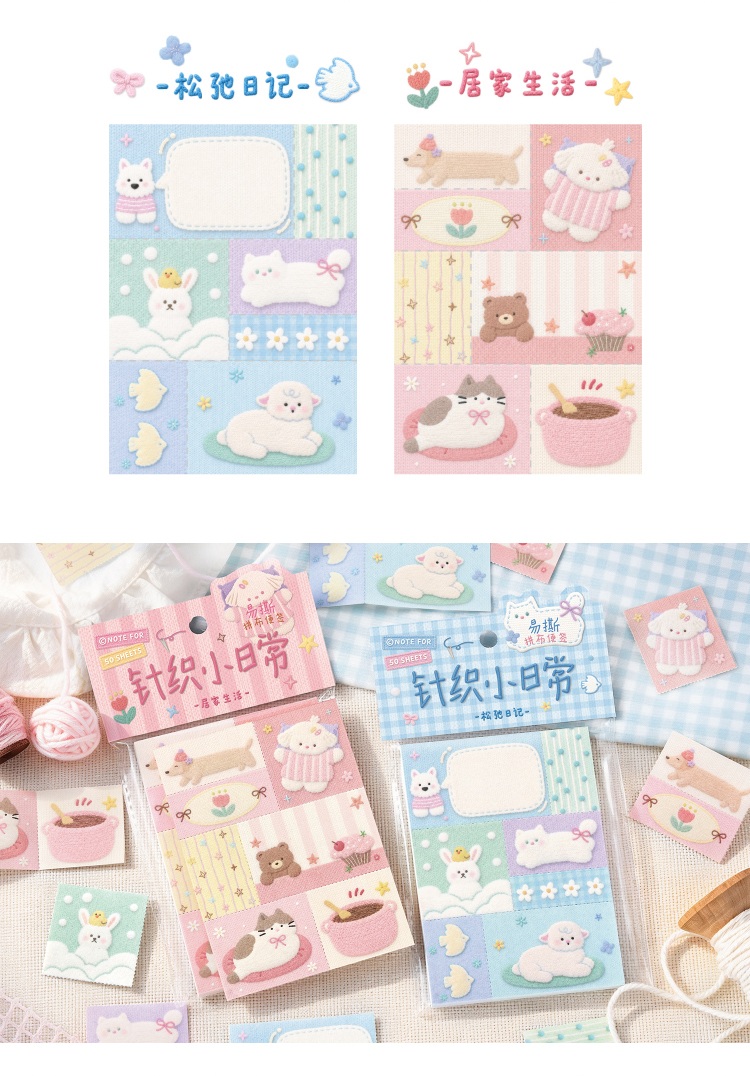 -松弛日记-
-居家生活-
©NOTE FOR
50 SHEETS
易撕
棉布便签
针织小日常
-居家生活-
©NOTE FOR
50 SHEETS
易撕
棉布便签
针织小日常
-松弛日记-